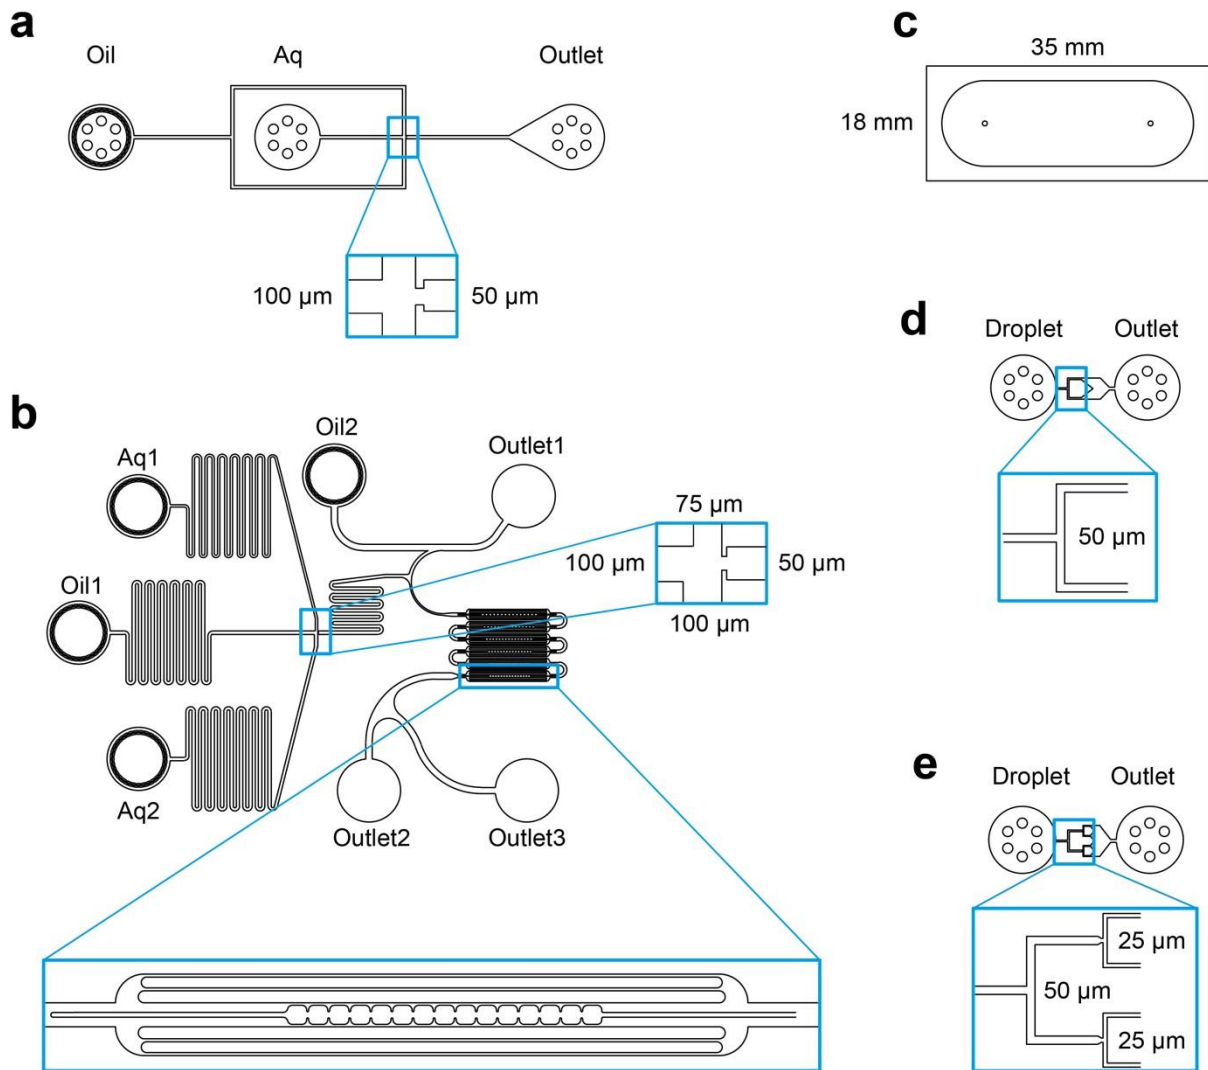 a
Oil
Aq
Outlet
100 µm
50 µm
c
35 mm
18 mm
b
Aq1
Oil2
Outlet1
Oil1
75 µm
100 µm
50 µm
100 µm
Aq2
Outlet2
Outlet3
d
Droplet
Outlet
50 µm
e
Droplet
Outlet
25 µm
50 µm
25 µm